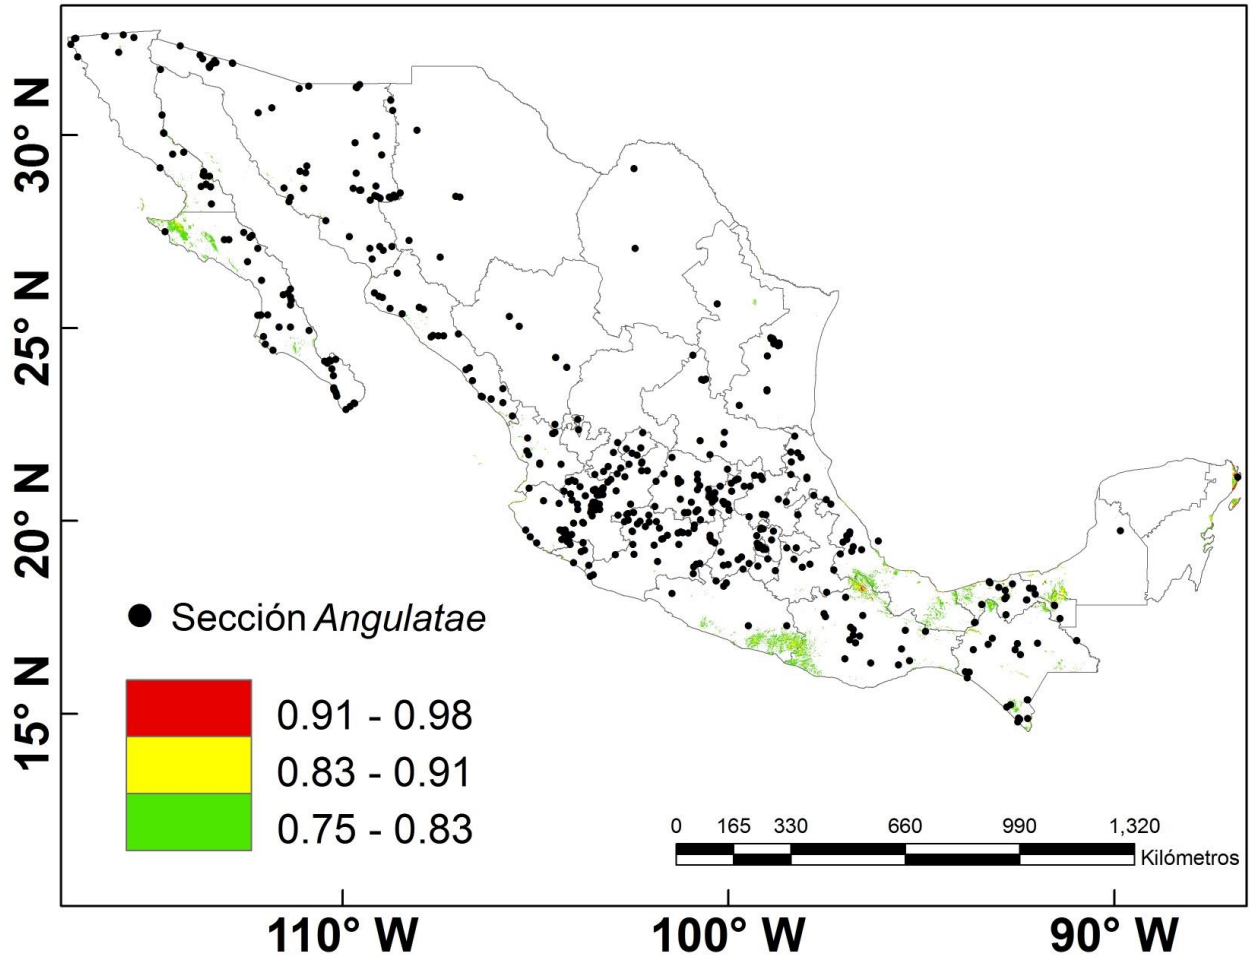 30° N
25° N
20° N
15° N
Sección Angulatae
0.91 - 0.98
0.83 - 0.91
0.75 - 0.83
0 165 330 660 990 1,320
Kilómetros
110° W 100° W 90° W